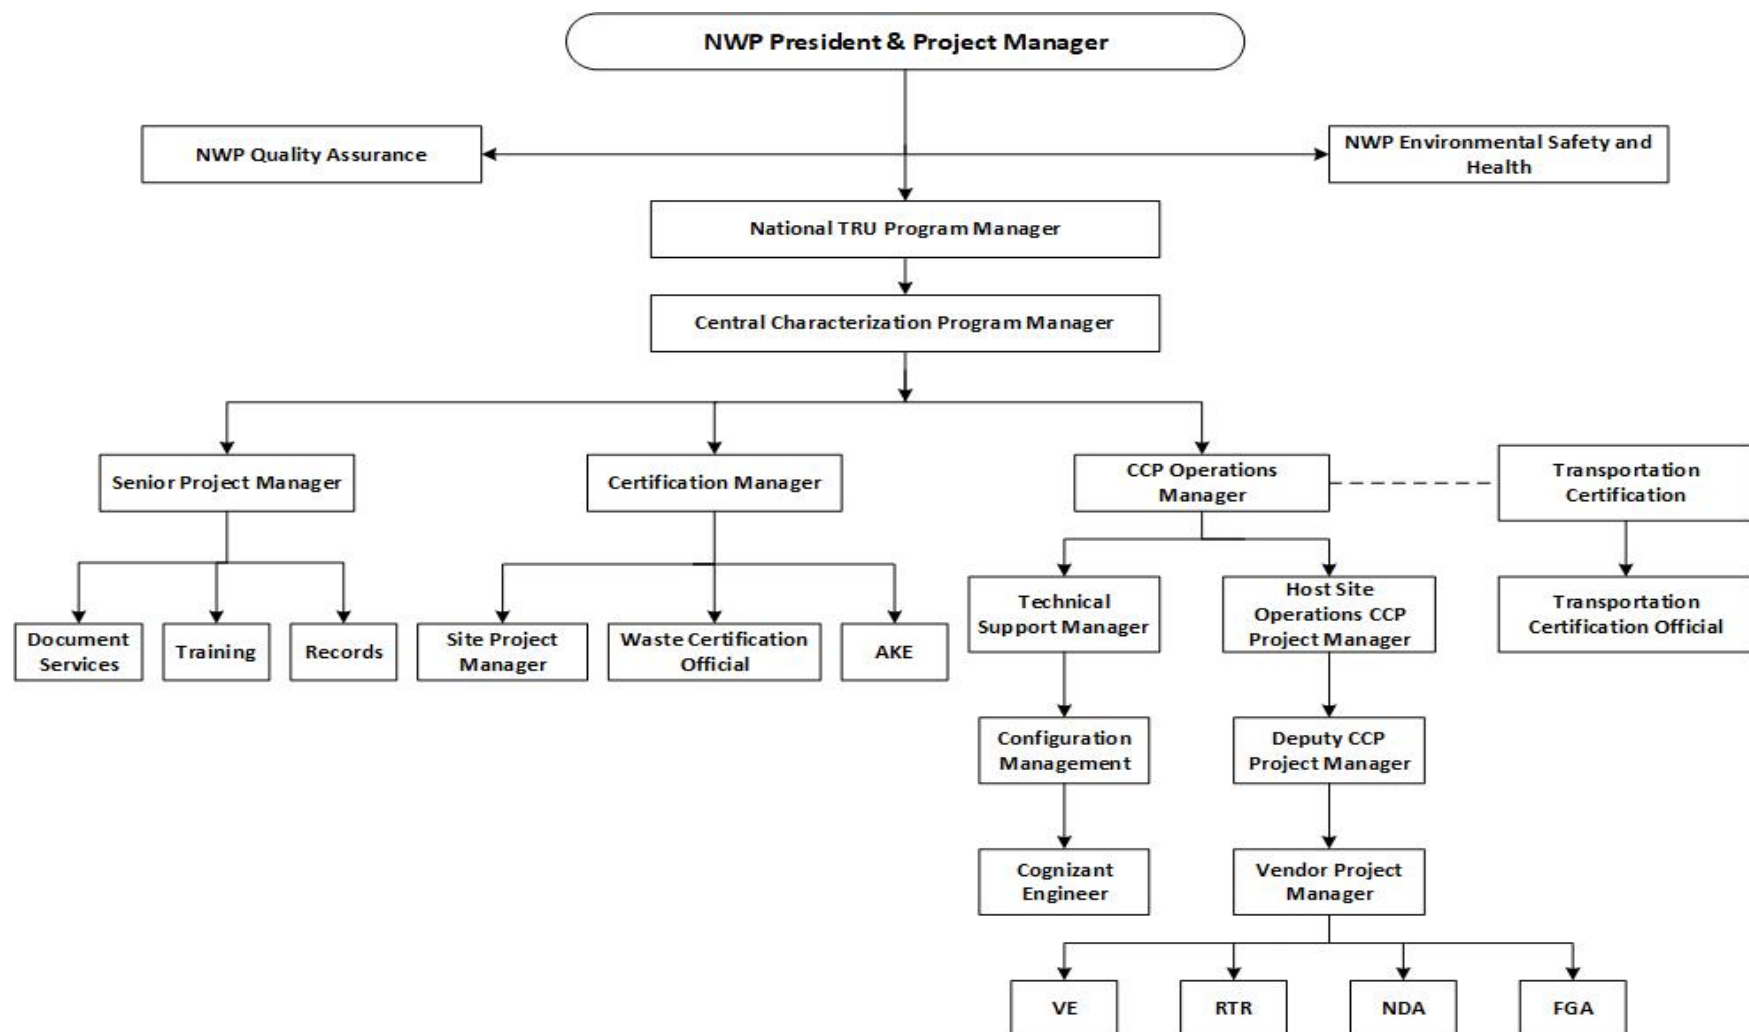 NWP President & Project Manager
NWP Quality Assurance
NWP Environmental Safety and
Health
National TRU Program Manager
Central Characterization Program Manager
Senior Project Manager
Certification Manager
CCP Operations
Manager
Transportation
Certification
Document
Services
Training
Records
Site Project
Manager
Waste Certification
Official
AKE
Technical
Support Manager
Host Site
Operations CCP
Project Manager
Transportation
Certification Official
Configuration
Management
Deputy CCP
Project Manager
Cognizant
Engineer
Vendor Project
Manager
VE
RTR
NDA
FGA